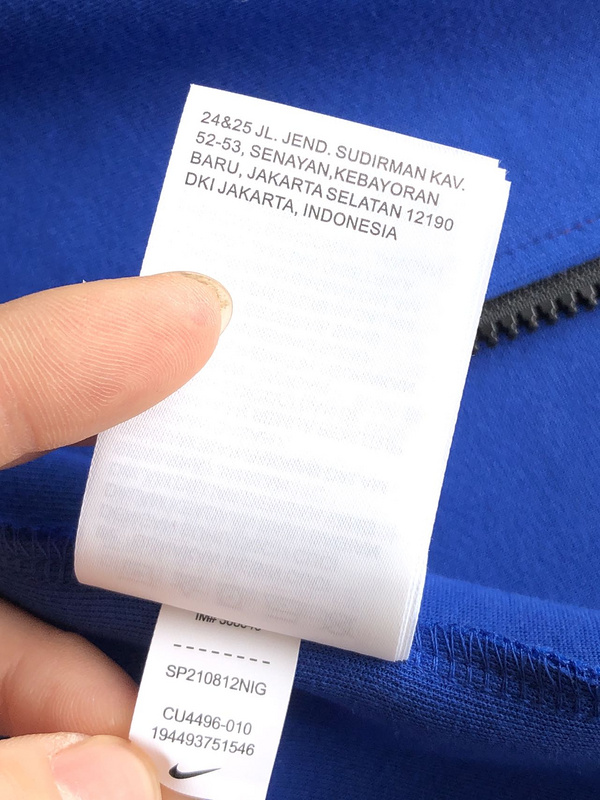 24&25 JL. JEND. SUDIRMAN KAV.
52-53, SENAYAN,KEBAYORAN
BARU, JAKARTA SELATAN 12190
DKI JAKARTA, INDONESIA
SP210812NIG
CU4496-010
194493751546